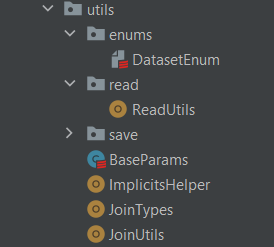 utils
enums
DatasetEnum
read
ReadUtils
save
BaseParams
ImplicitsHelper
JoinTypes
JoinUtils